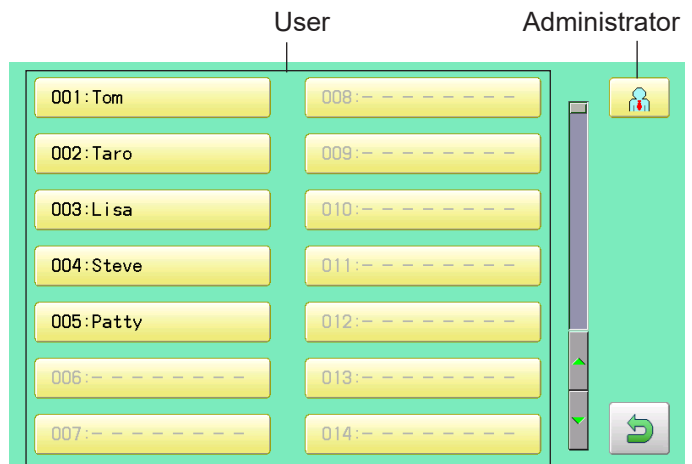 User
Administrator
001:Tom
002:Taro
003:Lisa
004:Steve
005:Patty
006:- - - - - - - -
007:- - - - - - - -
008:- - - - - - - -
009:- - - - - - - -
010:- - - - - - - -
011:- - - - - - - -
012:- - - - - - - -
013:- - - - - - - -
014:- - - - - - - -